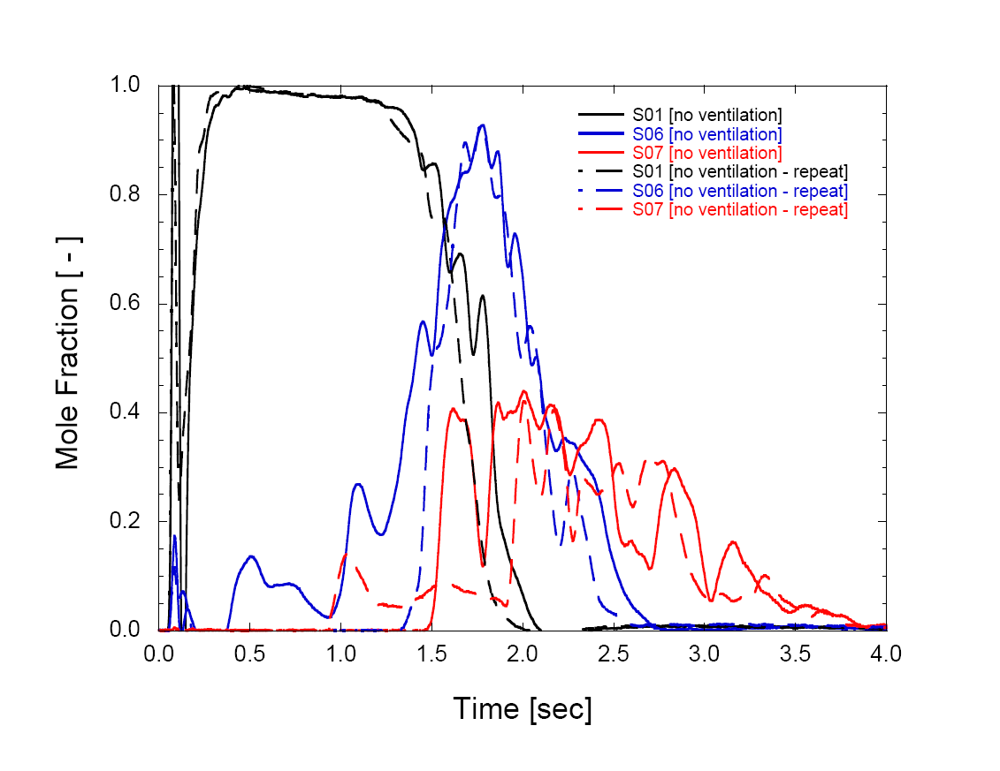 1.0
0.8
0.6
0.4
0.2
0.0
Mole Fraction [ - ]
S01 [no ventilation]
S06 [no ventilation]
S07 [no ventilation]
S01 [no ventilation - repeat]
S06 [no ventilation - repeat]
S07 [no ventilation - repeat]
0.0 0.5 1.0 1.5 2.0 2.5 3.0 3.5 4.0
Time [sec]